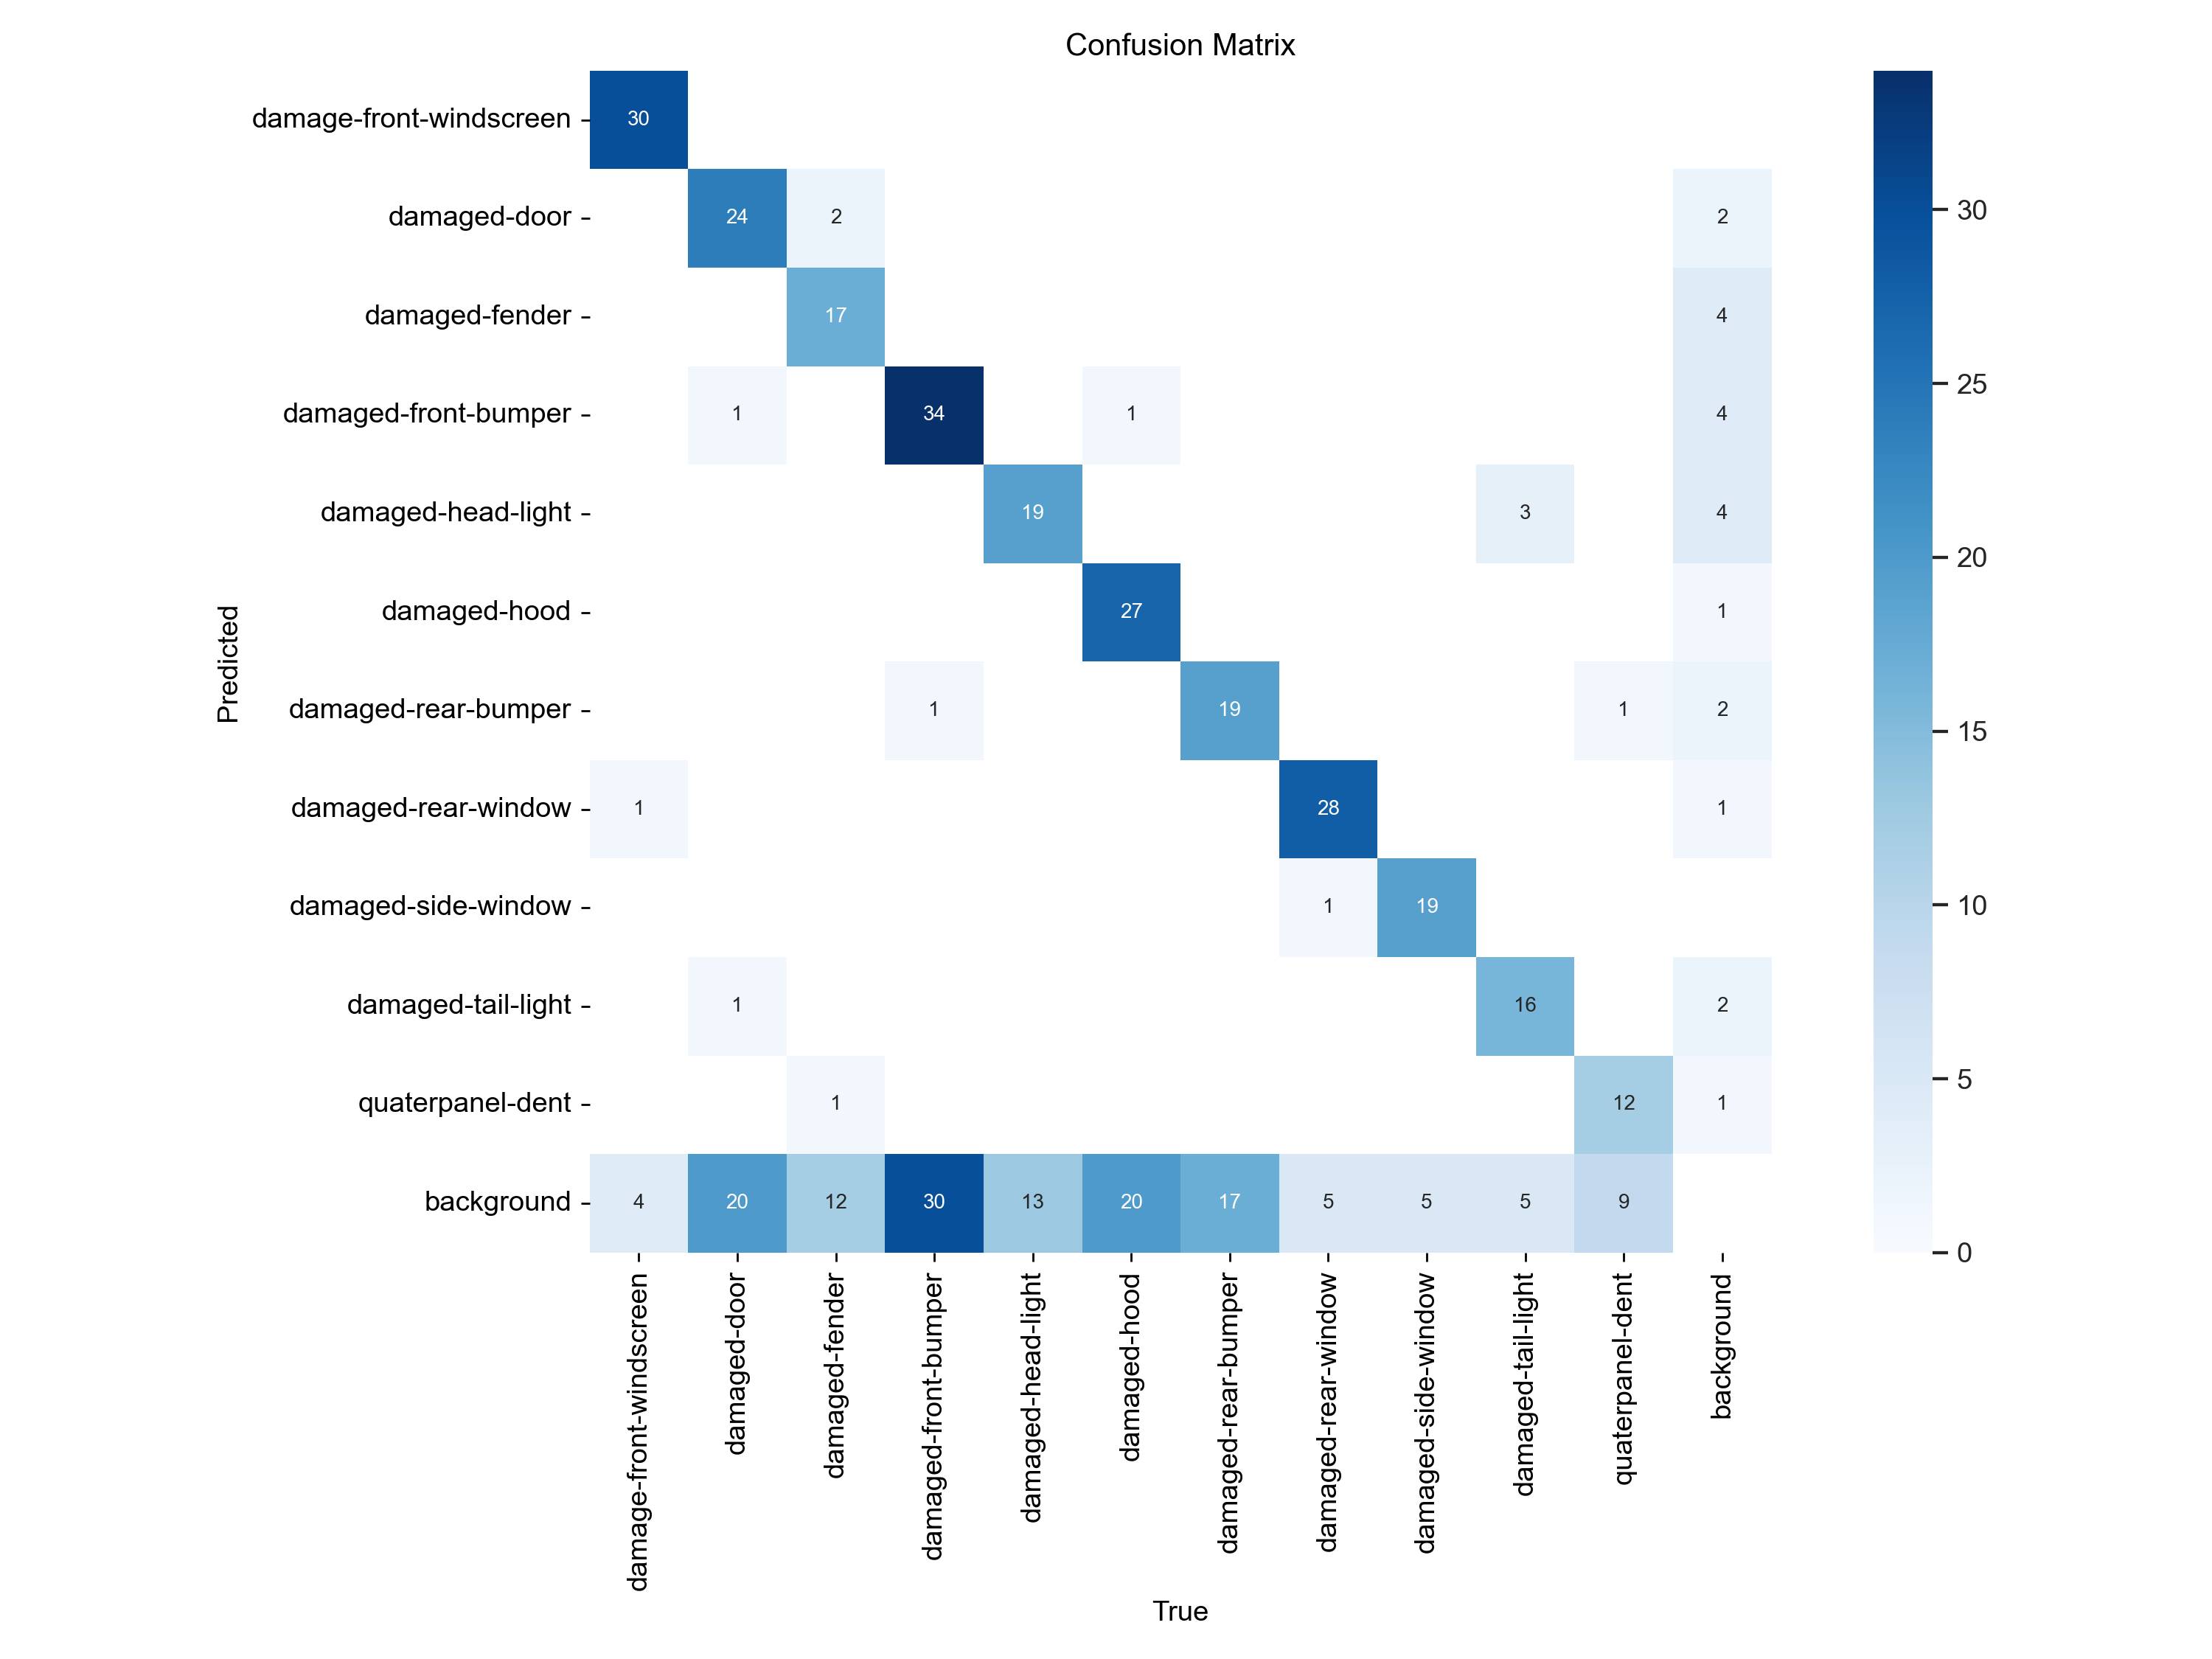 Confusion Matrix
damage-front-windscreen 30
damaged-door 24 2 2
damaged-fender 17 4
damaged-front-bumper 1 34 1 4
damaged-head-light 19 3 4
damaged-hood 27 1
damaged-rear-bumper 1 19 1 2
damaged-rear-window 1 28 1
damaged-side-window 1 19
damaged-tail-light 1 16 2
quaterpanel-dent 1 12 1
background 4 20 12 30 13 20 17 5 5 5 9
Predicted
damage-front-windscreen
damaged-door
damaged-fender
damaged-front-bumper
damaged-head-light
damaged-hood
damaged-rear-bumper
damaged-rear-window
damaged-side-window
damaged-tail-light
quaterpanel-dent
background
True
30
25
20
15
10
5
0